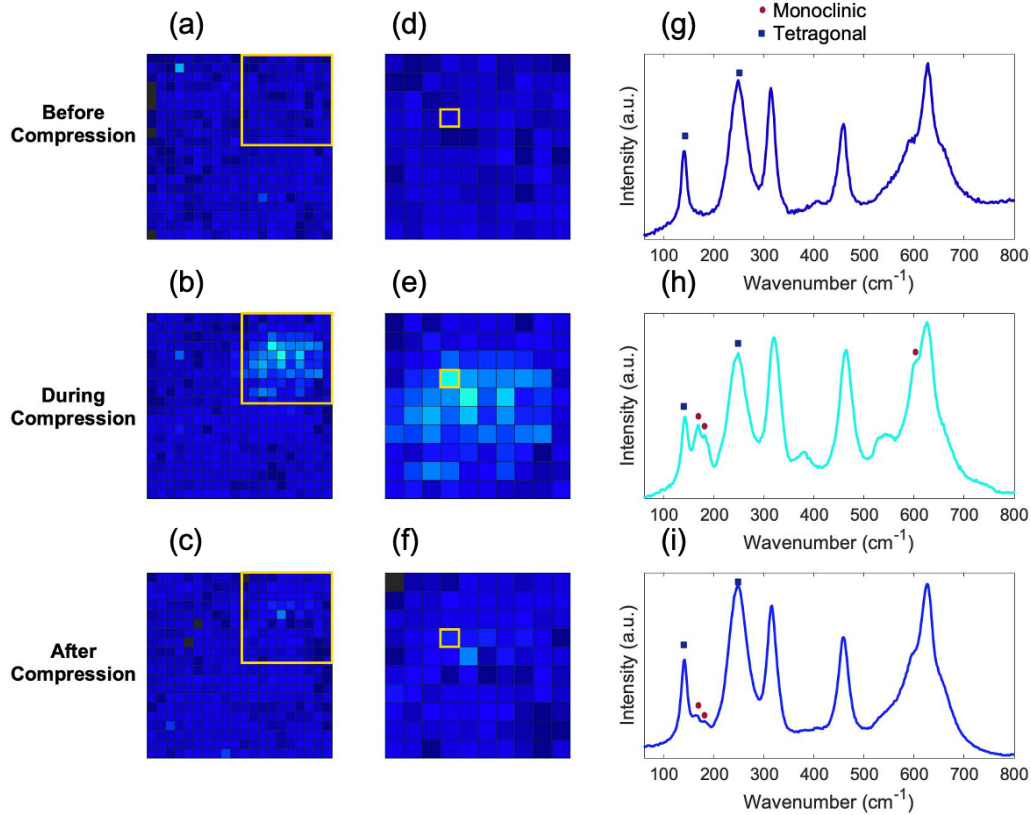 (a)
(d)
(g)
● Monoclinic
■ Tetragonal
Before
Compression
Intensity (a.u.)
100 200 300 400 500 600 700 800
Wavenumber (cm⁻¹)
(b)
(e)
(h)
During
Compression
Intensity (a.u.)
100 200 300 400 500 600 700 800
Wavenumber (cm⁻¹)
(c)
(f)
(i)
After
Compression
Intensity (a.u.)
100 200 300 400 500 600 700 800
Wavenumber (cm⁻¹)